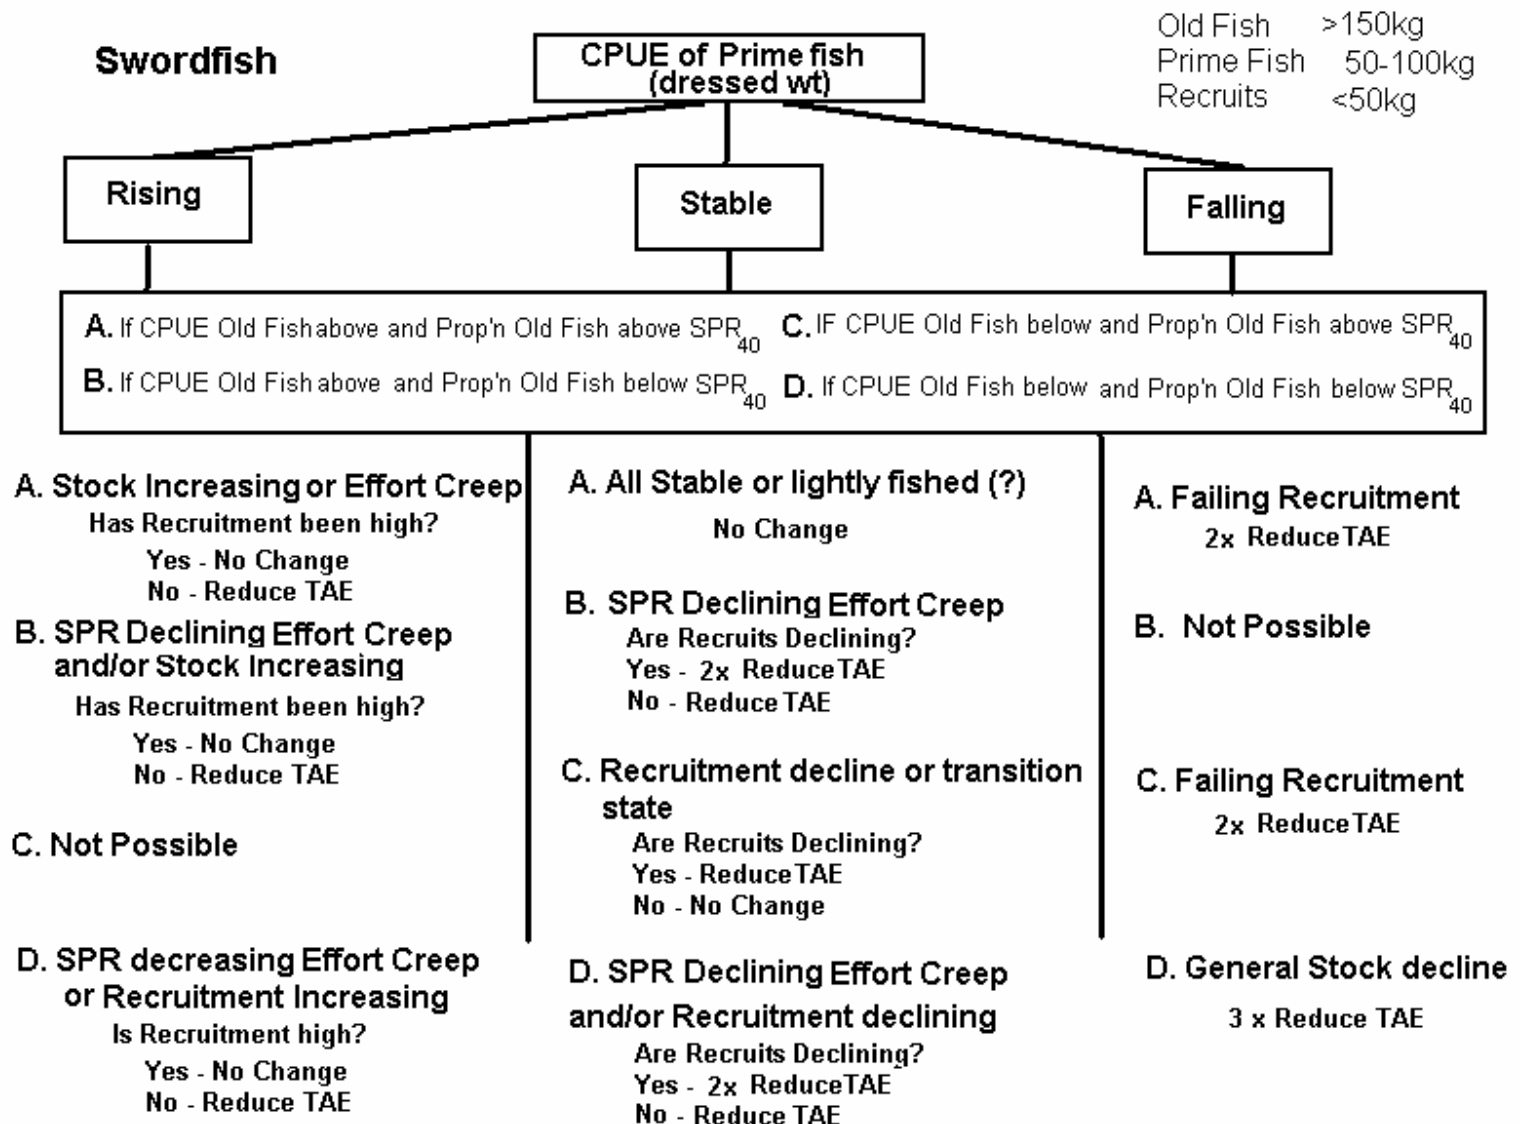 Swordfish
CPUE of Prime fish
(dressed wt)
Old Fish >150kg
Prime Fish 50-100kg
Recruits <50kg
Rising
Stable
Falling
A. If CPUE Old Fish above and Prop'n Old Fish above SPR40
B. If CPUE Old Fish above and Prop'n Old Fish below SPR40
C. IF CPUE Old Fish below and Prop'n Old Fish above SPR40
D. If CPUE Old Fish below and Prop'n Old Fish below SPR40
A. Stock Increasing or Effort Creep
Has Recruitment been high?
Yes - No Change
No - Reduce TAE
B. SPR Declining Effort Creep
and/or Stock Increasing
Has Recruitment been high?
Yes - No Change
No - Reduce TAE
C. Not Possible
D. SPR decreasing Effort Creep
or Recruitment Increasing
Is Recruitment high?
Yes - No Change
No - Reduce TAE
A. All Stable or lightly fished (?)
No Change
B. SPR Declining Effort Creep
Are Recruits Declining?
Yes - 2x Reduce TAE
No - Reduce TAE
C. Recruitment decline or transition
state
Are Recruits Declining?
Yes - Reduce TAE
No - No Change
D. SPR Declining Effort Creep
and/or Recruitment declining
Are Recruits Declining?
Yes - 2x Reduce TAE
No - Reduce TAE
A. Failing Recruitment
2x Reduce TAE
B. Not Possible
C. Failing Recruitment
2x Reduce TAE
D. General Stock decline
3 x Reduce TAE